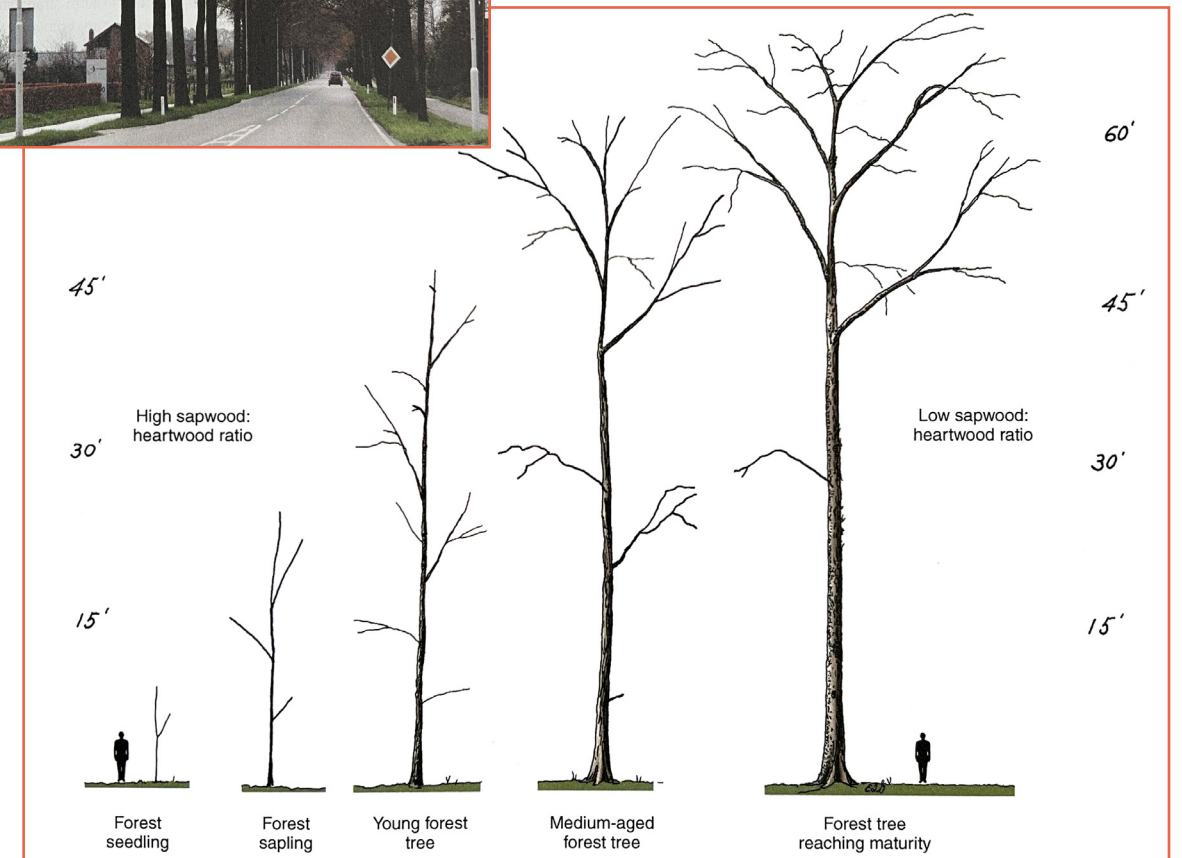 60'
45'
45'
High sapwood:
heartwood ratio
Low sapwood:
heartwood ratio
30'
30'
15'
15'
Forest
seedling
Forest
sapling
Young forest
tree
Medium-aged
forest tree
Forest tree
reaching maturity